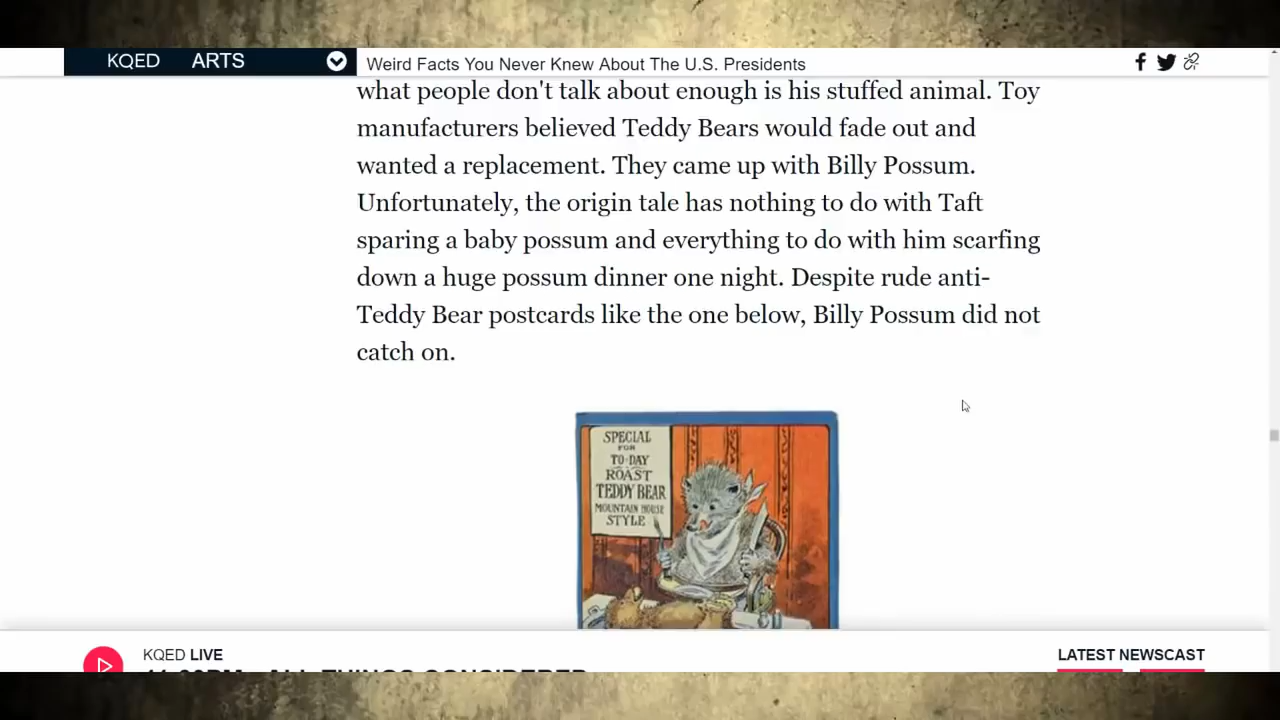 KQED ARTS Weird Facts You Never Knew About The U.S. Presidents
what people don't talk about enough is his stuffed animal. Toy
manufacturers believed Teddy Bears would fade out and
wanted a replacement. They came up with Billy Possum.
Unfortunately, the origin tale has nothing to do with Taft
sparing a baby possum and everything to do with him scarfing
down a huge possum dinner one night. Despite rude anti-
Teddy Bear postcards like the one below, Billy Possum did not
catch on.
SPECIAL
FOR
TO-DAY
ROAST
TEDDY BEAR
MOUNTAIN HOUSE
STYLE
KQED LIVE
LATEST NEWSCAST
ALL THINGS CONSIDERED